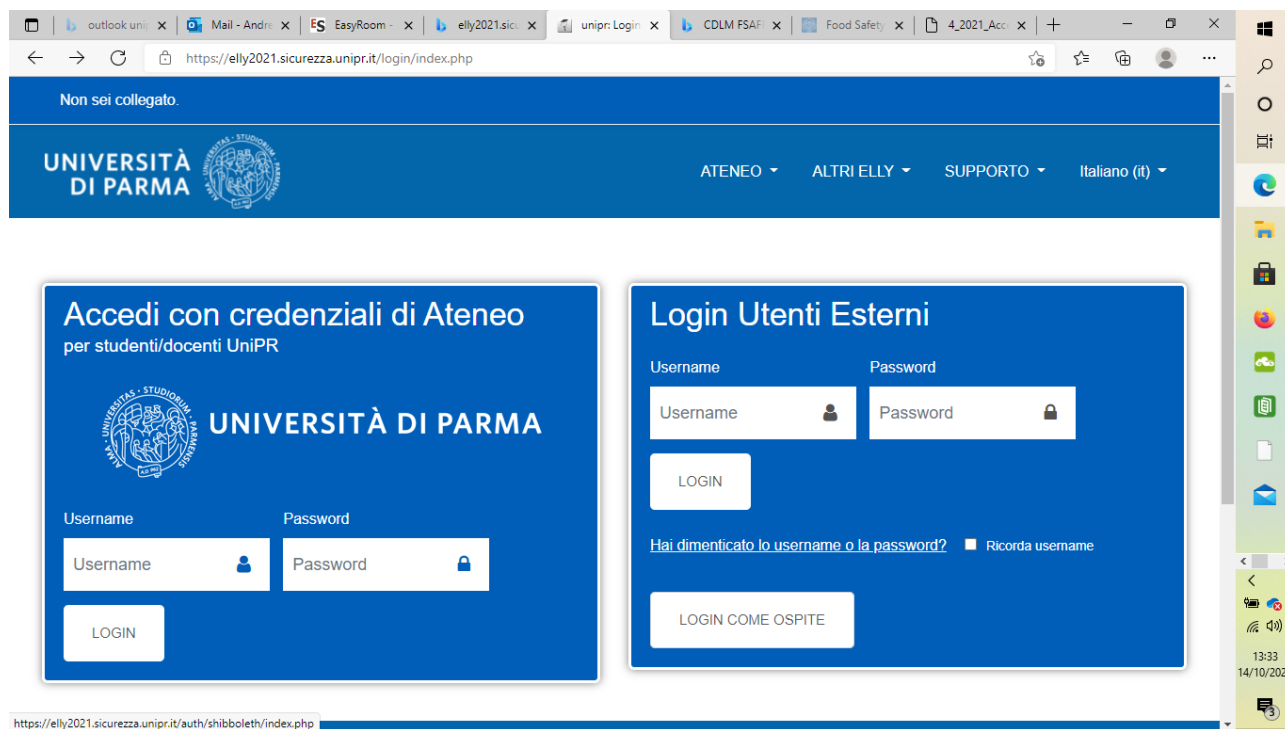 outlook uni
Mail - Andre
EasyRoom -
elly2021.sicu
unipr: Login
CDLM FSAF
Food Safety
4_2021_Acc
https://elly2021.sicurezza.unipr.it/login/index.php
Non sei collegato.
UNIVERSITÀ
DI PARMA
ATENEO
ALTRI ELLY
SUPPORTO
Italiano (it)
Accedi con credenziali di Ateneo
per studenti/docenti UniPR
UNIVERSITÀ DI PARMA
Username Password
Username Password
LOGIN
Login Utenti Esterni
Username Password
Username Password
LOGIN
Hai dimenticato lo username o la password? Ricorda username
LOGIN COME OSPITE
https://elly2021.sicurezza.unipr.it/auth/shibboleth/index.php
13:33
14/10/202
3